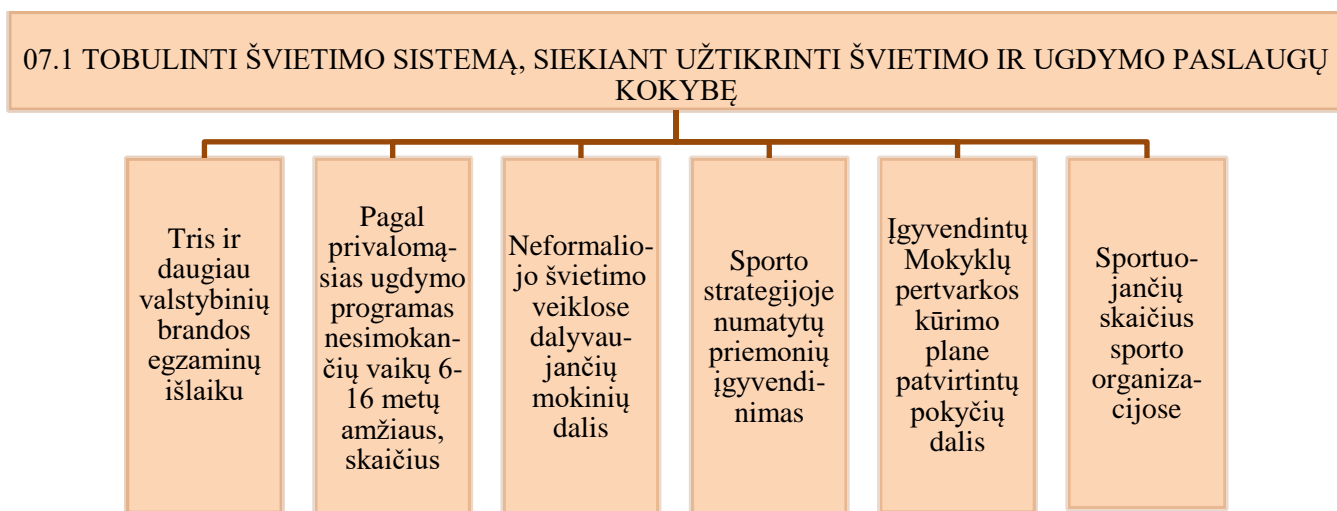 07.1 TOBULINTI ŠVIETIMO SISTEMĄ, SIEKIANT UŽTIKRINTI ŠVIETIMO IR UGDYMO PASLAUGŲ
KOKYBĘ
Tris ir
daugiau
valstybinių
brandos
egzaminų
išlaiku
Pagal
privalomą-
sias ugdymo
programas
nesimokan-
čių vaikų 6-
16 metų
amžiaus,
skaičius
Neformalio-
jo švietimo
veiklose
dalyvau-
jančių
mokinių
dalis
Sporto
strategijoje
numatytų
priemonių
įgyvendi-
nimas
Įgyvendintų
Mokyklų
pertvarkos
kūrimo
plane
patvirtintų
pokyčių
dalis
Sportuo-
jančių
skaičius
sporto
organiza-
cijose